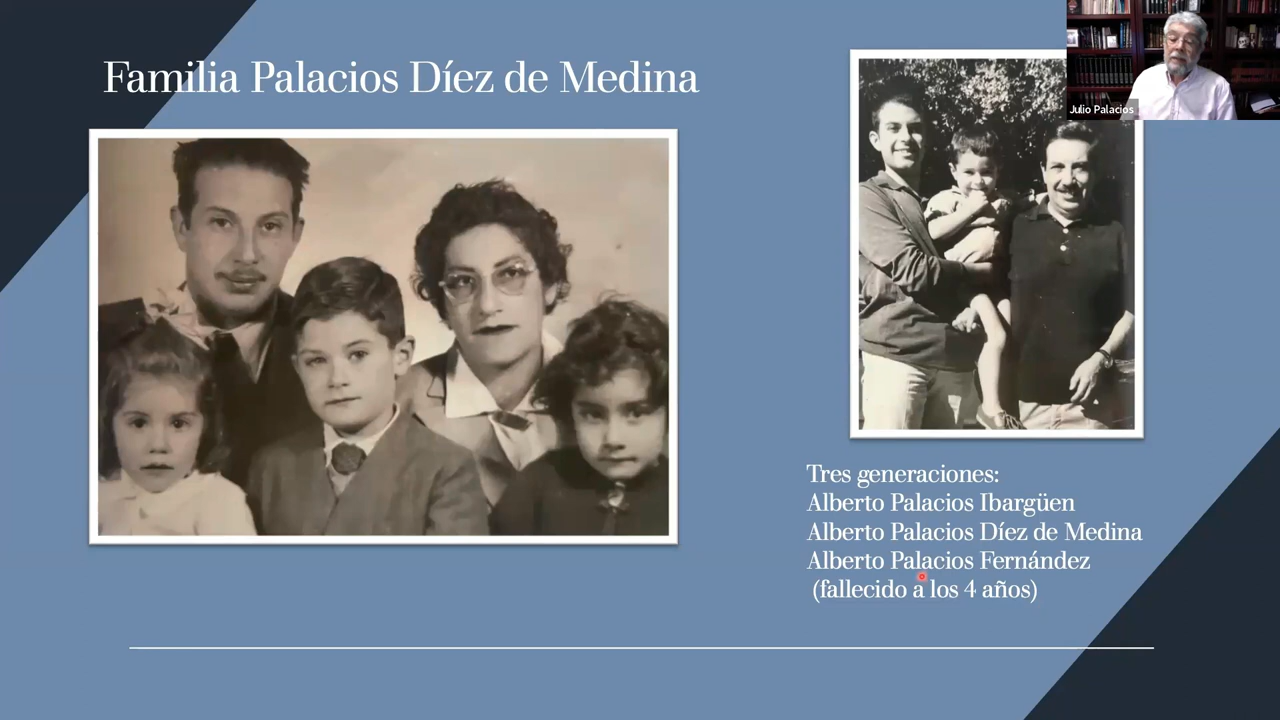 Familia Palacios Díez de Medina
Julio Palacios
Tres generaciones:
Alberto Palacios Ibargüen
Alberto Palacios Díez de Medina
Alberto Palacios Fernández
(fallecido a los 4 años)